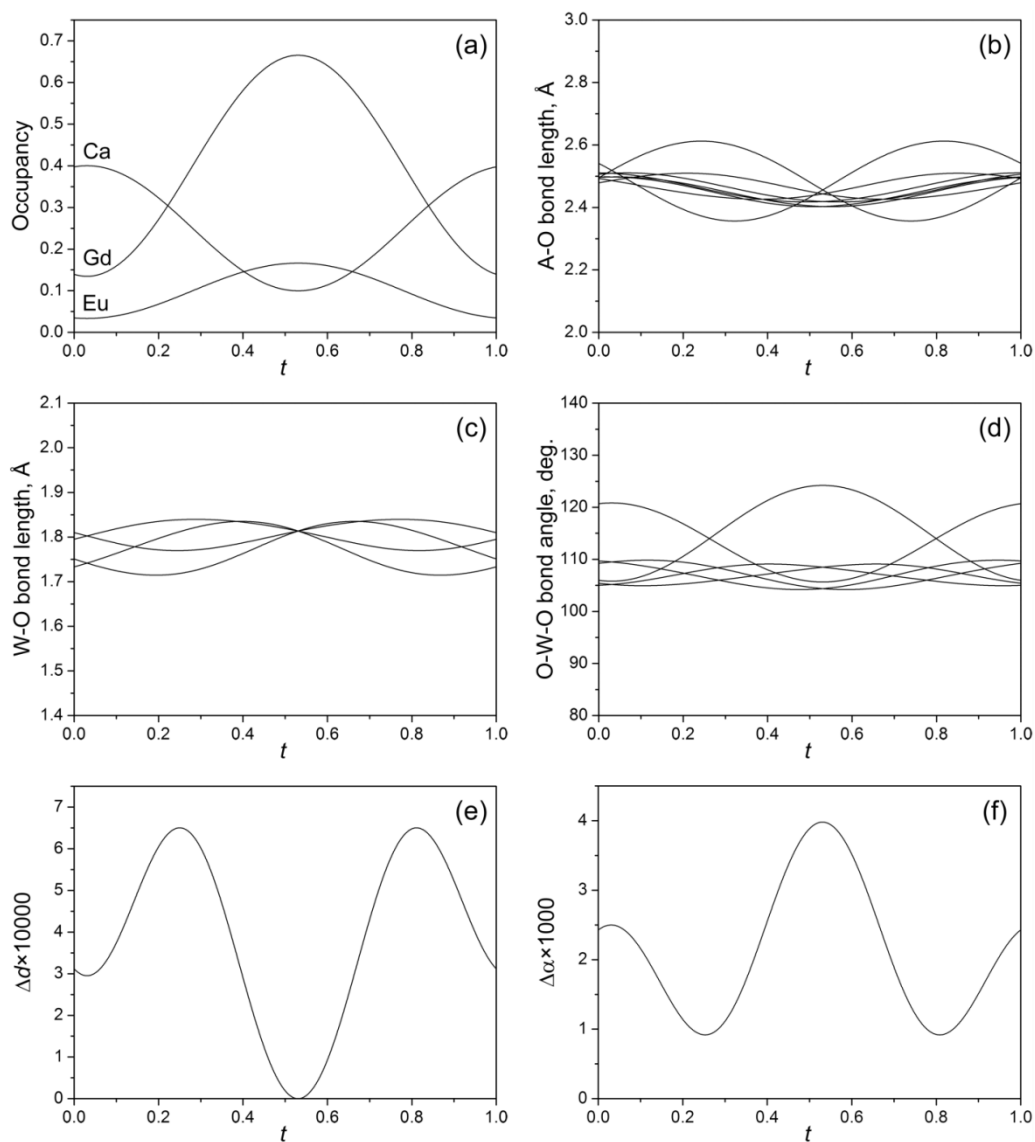 (a)
0.7
0.6
0.5
0.4
0.3
0.2
0.1
0.0
Occupancy
Ca
Gd
Eu
0.0 0.2 0.4 0.6 0.8 1.0
t
(b)
3.0
2.8
2.6
2.4
2.2
2.0
A-O bond length, Å
0.0 0.2 0.4 0.6 0.8 1.0
t
(c)
2.1
2.0
1.9
1.8
1.7
1.6
1.5
1.4
W-O bond length, Å
0.0 0.2 0.4 0.6 0.8 1.0
t
(d)
140
130
120
110
100
90
80
O-W-O bond angle, deg.
0.0 0.2 0.4 0.6 0.8 1.0
t
(e)
7
6
5
4
3
2
1
0
Δd×10000
0.0 0.2 0.4 0.6 0.8 1.0
t
(f)
4
3
2
1
0
Δα×1000
0.0 0.2 0.4 0.6 0.8 1.0
t